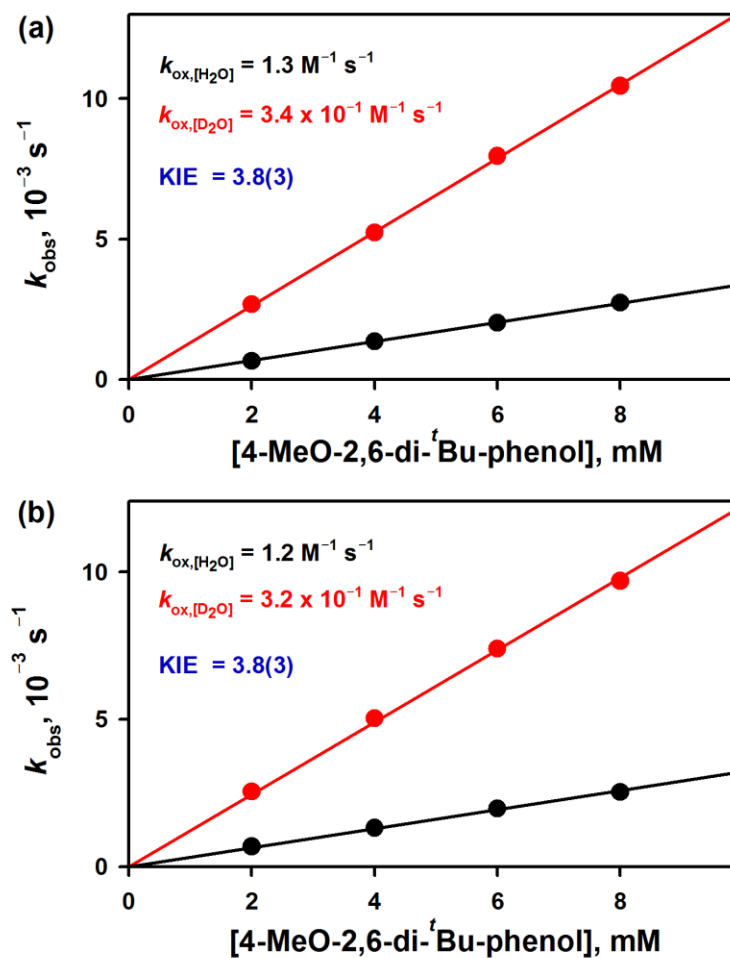 (a)
k_ox,[H₂O] = 1.3 M⁻¹ s⁻¹
k_ox,[D₂O] = 3.4 x 10⁻¹ M⁻¹ s⁻¹
KIE = 3.8(3)
k_obs, 10⁻³ s⁻¹
10
5
0
0 2 4 6 8
[4-MeO-2,6-di-ᵗBu-phenol], mM
(b)
k_ox,[H₂O] = 1.2 M⁻¹ s⁻¹
k_ox,[D₂O] = 3.2 x 10⁻¹ M⁻¹ s⁻¹
KIE = 3.8(3)
k_obs, 10⁻³ s⁻¹
10
5
0
0 2 4 6 8
[4-MeO-2,6-di-ᵗBu-phenol], mM